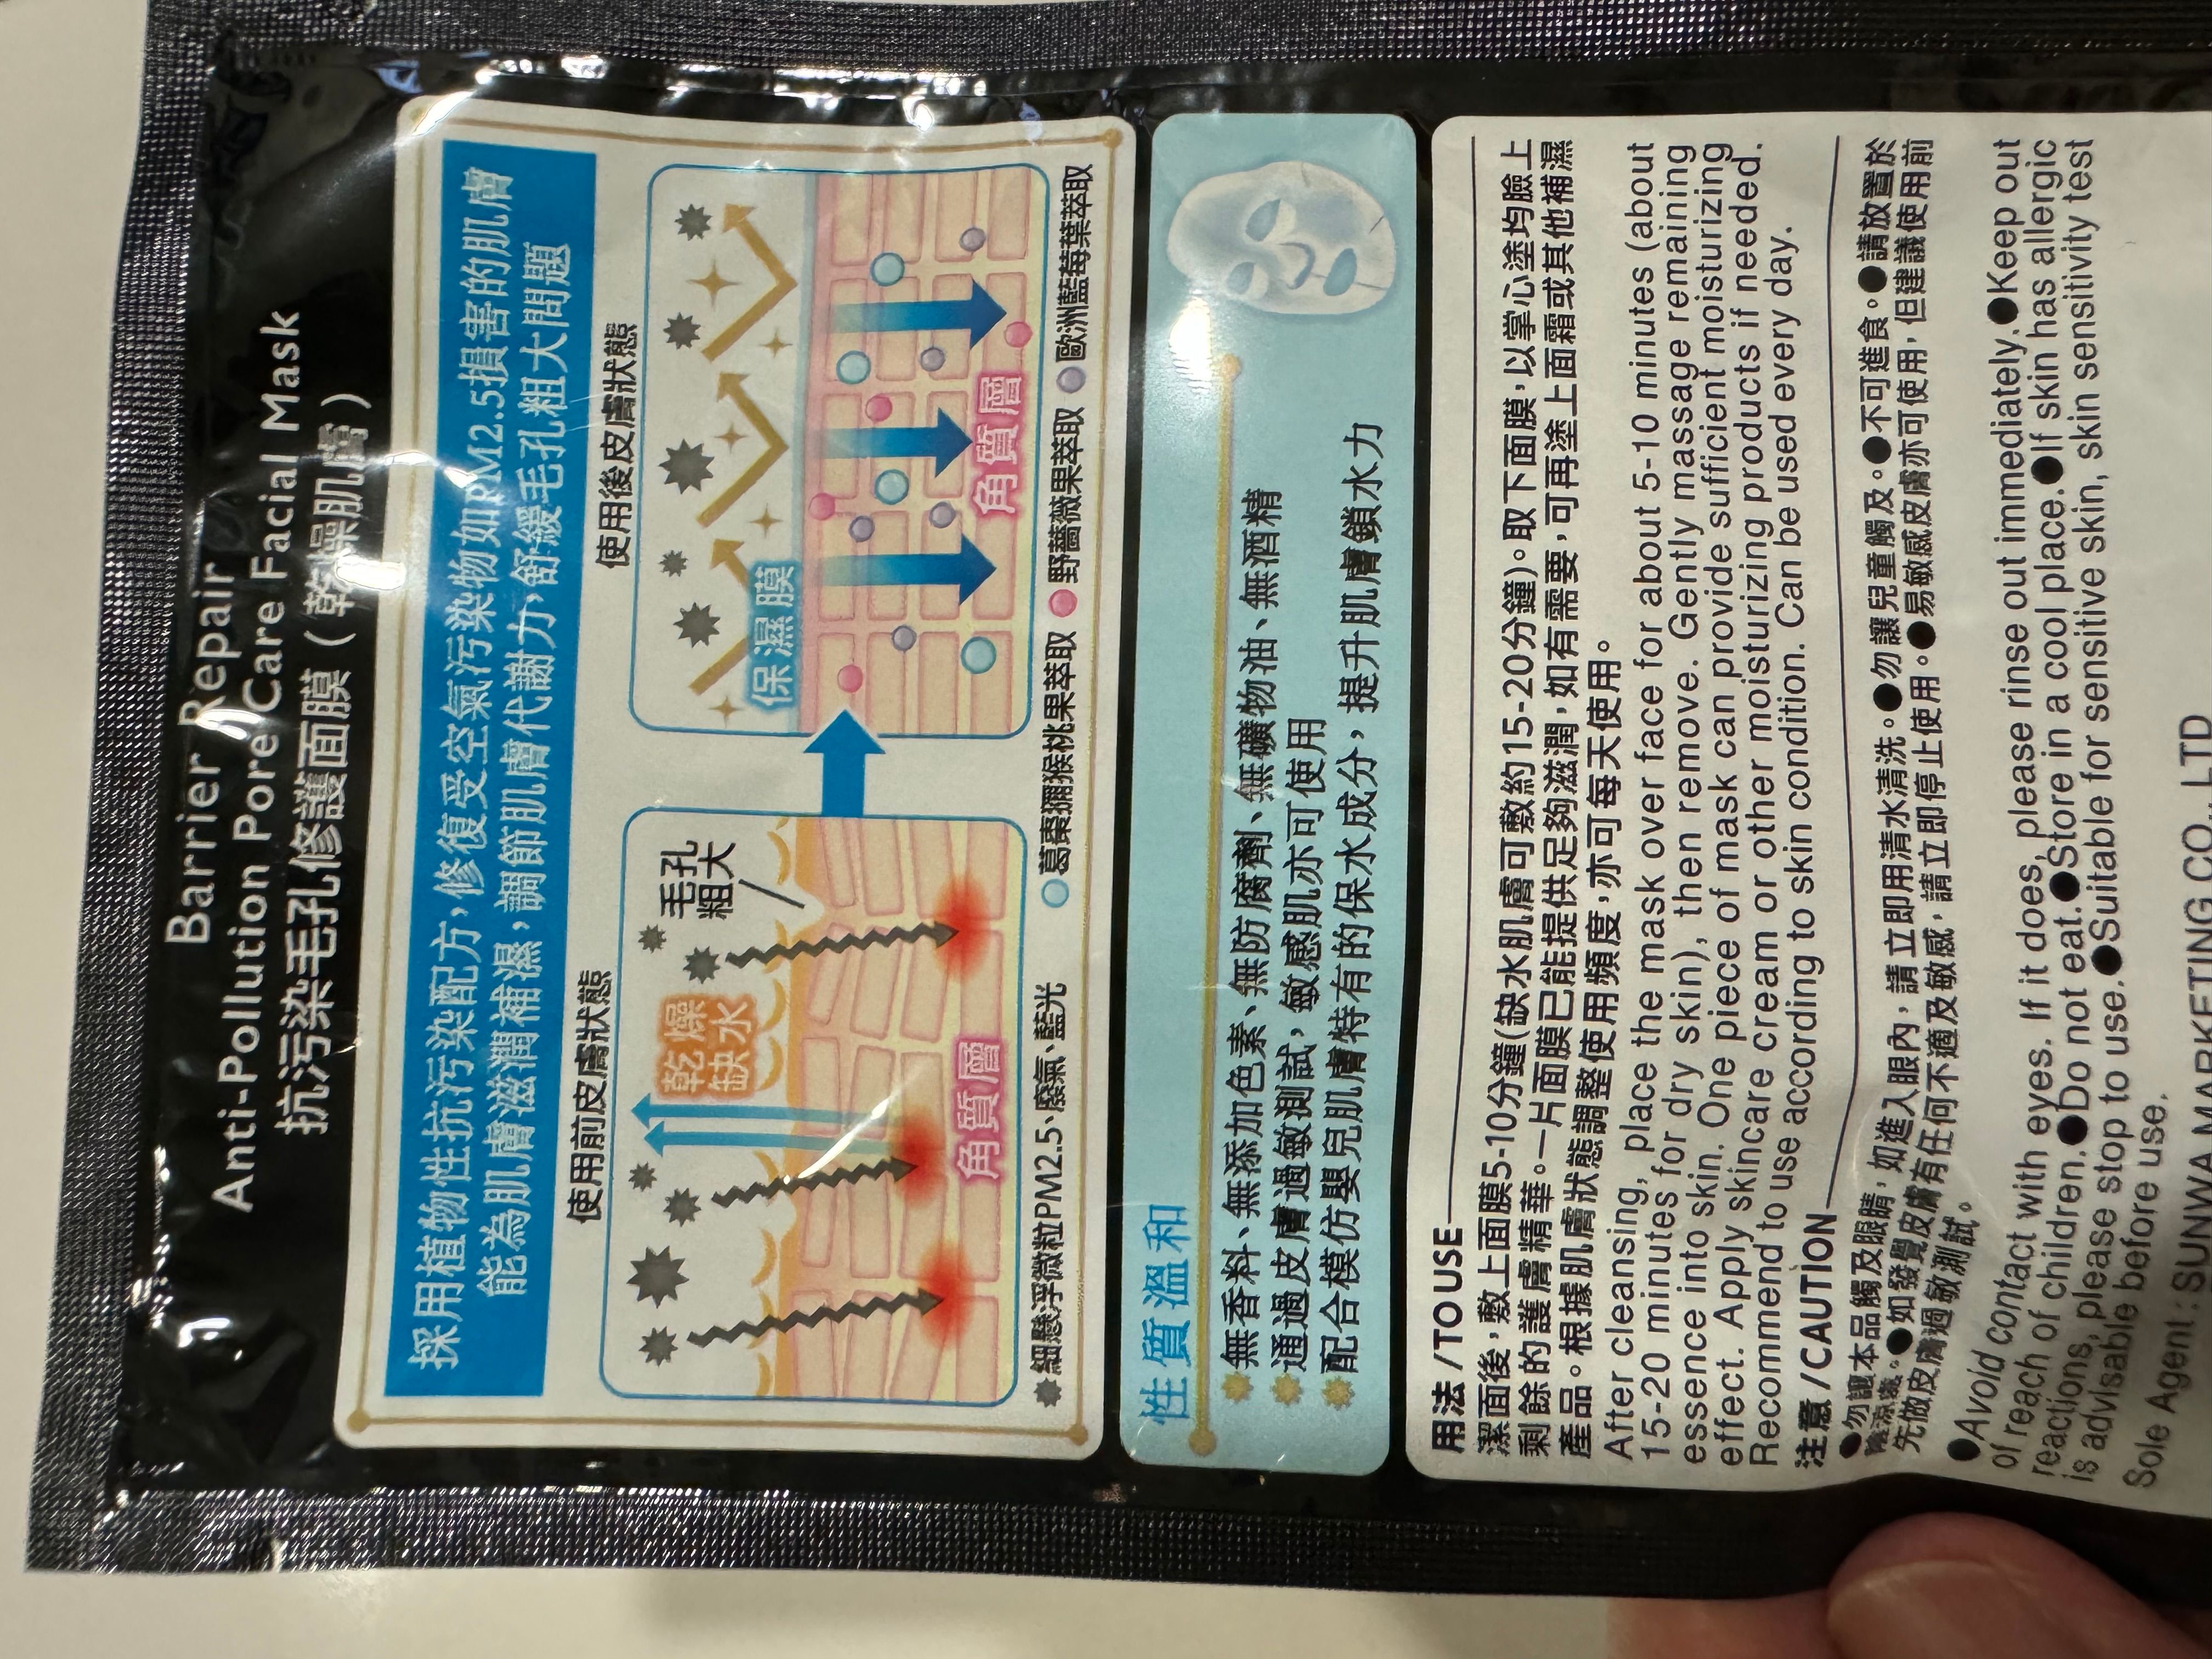 Barrier Repair
Anti-Pollution Pore Care Facial Mask
抗污染毛孔修護面膜（乾燥肌膚）
採用植物性抗污染配方，修復受空氣污染物如PM2.5損害的肌膚
能為肌膚滋潤補濕，調節肌膚代謝力，舒緩毛孔粗大問題
使用前皮膚狀態
乾燥
缺水
毛孔
粗大
角質層
細懸浮微粒PM2.5、廢氣、藍光
使用後皮膚狀態
保濕膜
角質層
葛棗獼猴桃果萃取 野薔薇果萃取 歐洲藍莓葉萃取
性質溫和
無香料、無添加色素、無防腐劑、無礦物油、無酒精
通過皮膚過敏測試，敏感肌亦可使用
配合模仿嬰兒肌膚特有的保水成分，提升肌膚鎖水力
用法/TO USE
潔面後，敷上面膜5-10分鐘(缺水肌膚可敷約15-20分鐘)。取下面膜，以掌心塗均臉上
剩餘的護膚精華。一片面膜已能提供足夠滋潤，如有需要，可再塗上面霜或其他補濕
產品。根據肌膚狀態調整使用頻度，亦可每天使用。
After cleansing, place the mask over face for about 5-10 minutes (about
15-20 minutes for dry skin), then remove. Gently massage remaining
essence into skin. One piece of mask can provide sufficient moisturizing
effect. Apply skincare cream or other moisturizing products if needed.
Recommend to use according to skin condition. Can be used every day.
注意/CAUTION
●勿讓本品觸及眼睛，如進入眼內，請立即用清水清洗。●勿讓兒童觸及。●不可進食。●請放置於
陰涼處。●如發覺皮膚有任何不適及敏感，請立即停止使用。●易敏感皮膚亦可使用，但建議使用前
先做皮膚過敏測試。
●Avoid contact with eyes. If it does, please rinse out immediately.●Keep out
of reach of children.●Do not eat.●Store in a cool place.●If skin has allergic
reactions, please stop to use.●Suitable for sensitive skin, skin sensitivity test
is advisable before use.
Sole Agent : SUNWA MARKETING CO., LTD